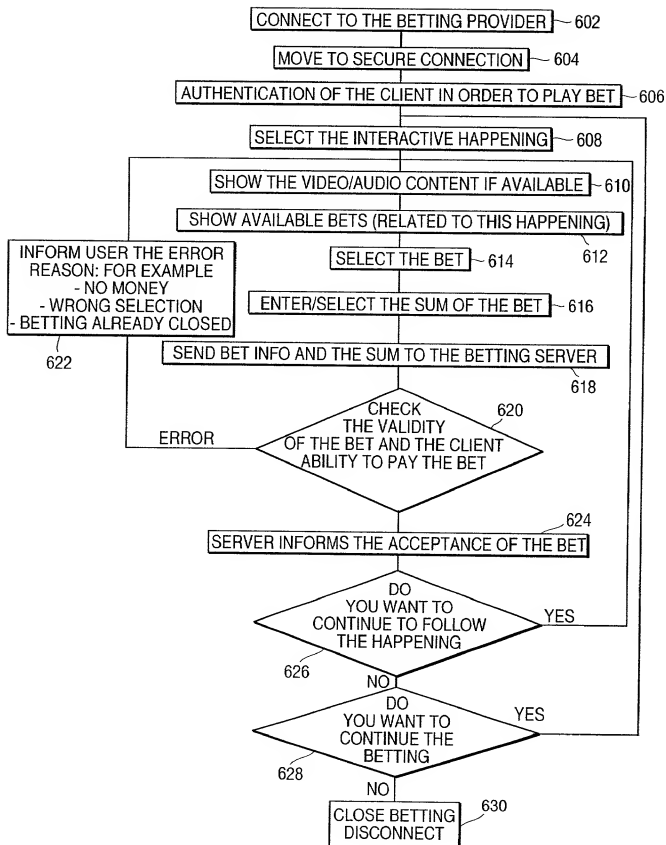 CONNECT TO THE BETTING PROVIDER 602
MOVE TO SECURE CONNECTION 604
AUTHENTICATION OF THE CLIENT IN ORDER TO PLAY BET 606
SELECT THE INTERACTIVE HAPPENING 608
SHOW THE VIDEO/AUDIO CONTENT IF AVAILABLE 610
SHOW AVAILABLE BETS (RELATED TO THIS HAPPENING)
612
SELECT THE BET 614
ENTER/SELECT THE SUM OF THE BET 616
SEND BET INFO AND THE SUM TO THE BETTING SERVER
618
INFORM USER THE ERROR
REASON: FOR EXAMPLE
- NO MONEY
- WRONG SELECTION
- BETTING ALREADY CLOSED
622
ERROR
CHECK
THE VALIDITY
OF THE BET AND THE CLIENT
ABILITY TO PAY THE BET
620
624
SERVER INFORMS THE ACCEPTANCE OF THE BET
DO
YOU WANT TO
CONTINUE TO FOLLOW
THE HAPPENING
YES
626
NO
DO
YOU WANT TO
CONTINUE THE
BETTING
YES
628
NO
CLOSE BETTING
DISCONNECT
630